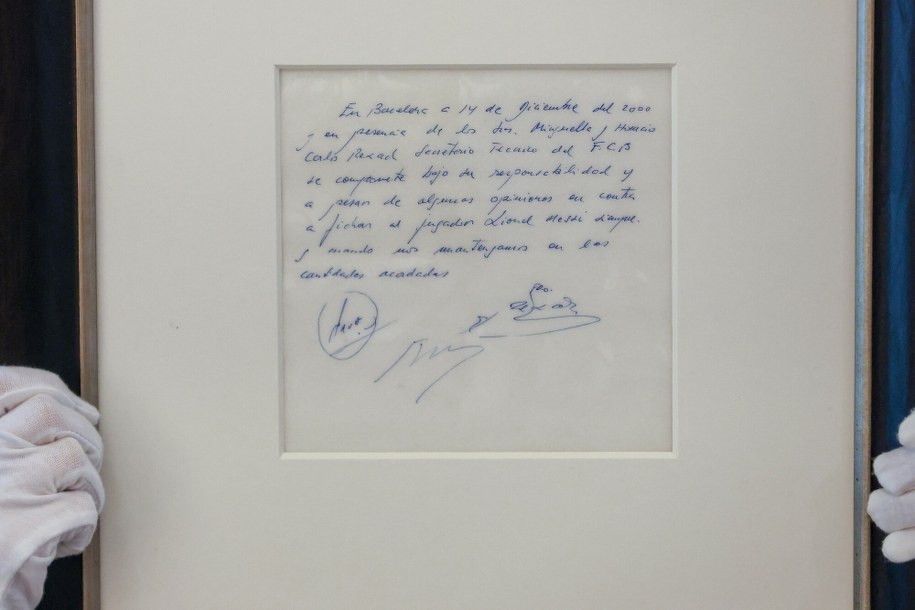 En Barcelona a 14 de Diciembre del 2000
y en presencia de los Srs. Minguella y Horacio
Carlos Rexach Secretario Tecnico del F.C.B
se compromete bajo su responsabilidad y
a pesar de algunas opiniones en contra
a fichar al jugador Lionel Messi siempre
y cuando nos mantengamos en las
cantidades acordadas